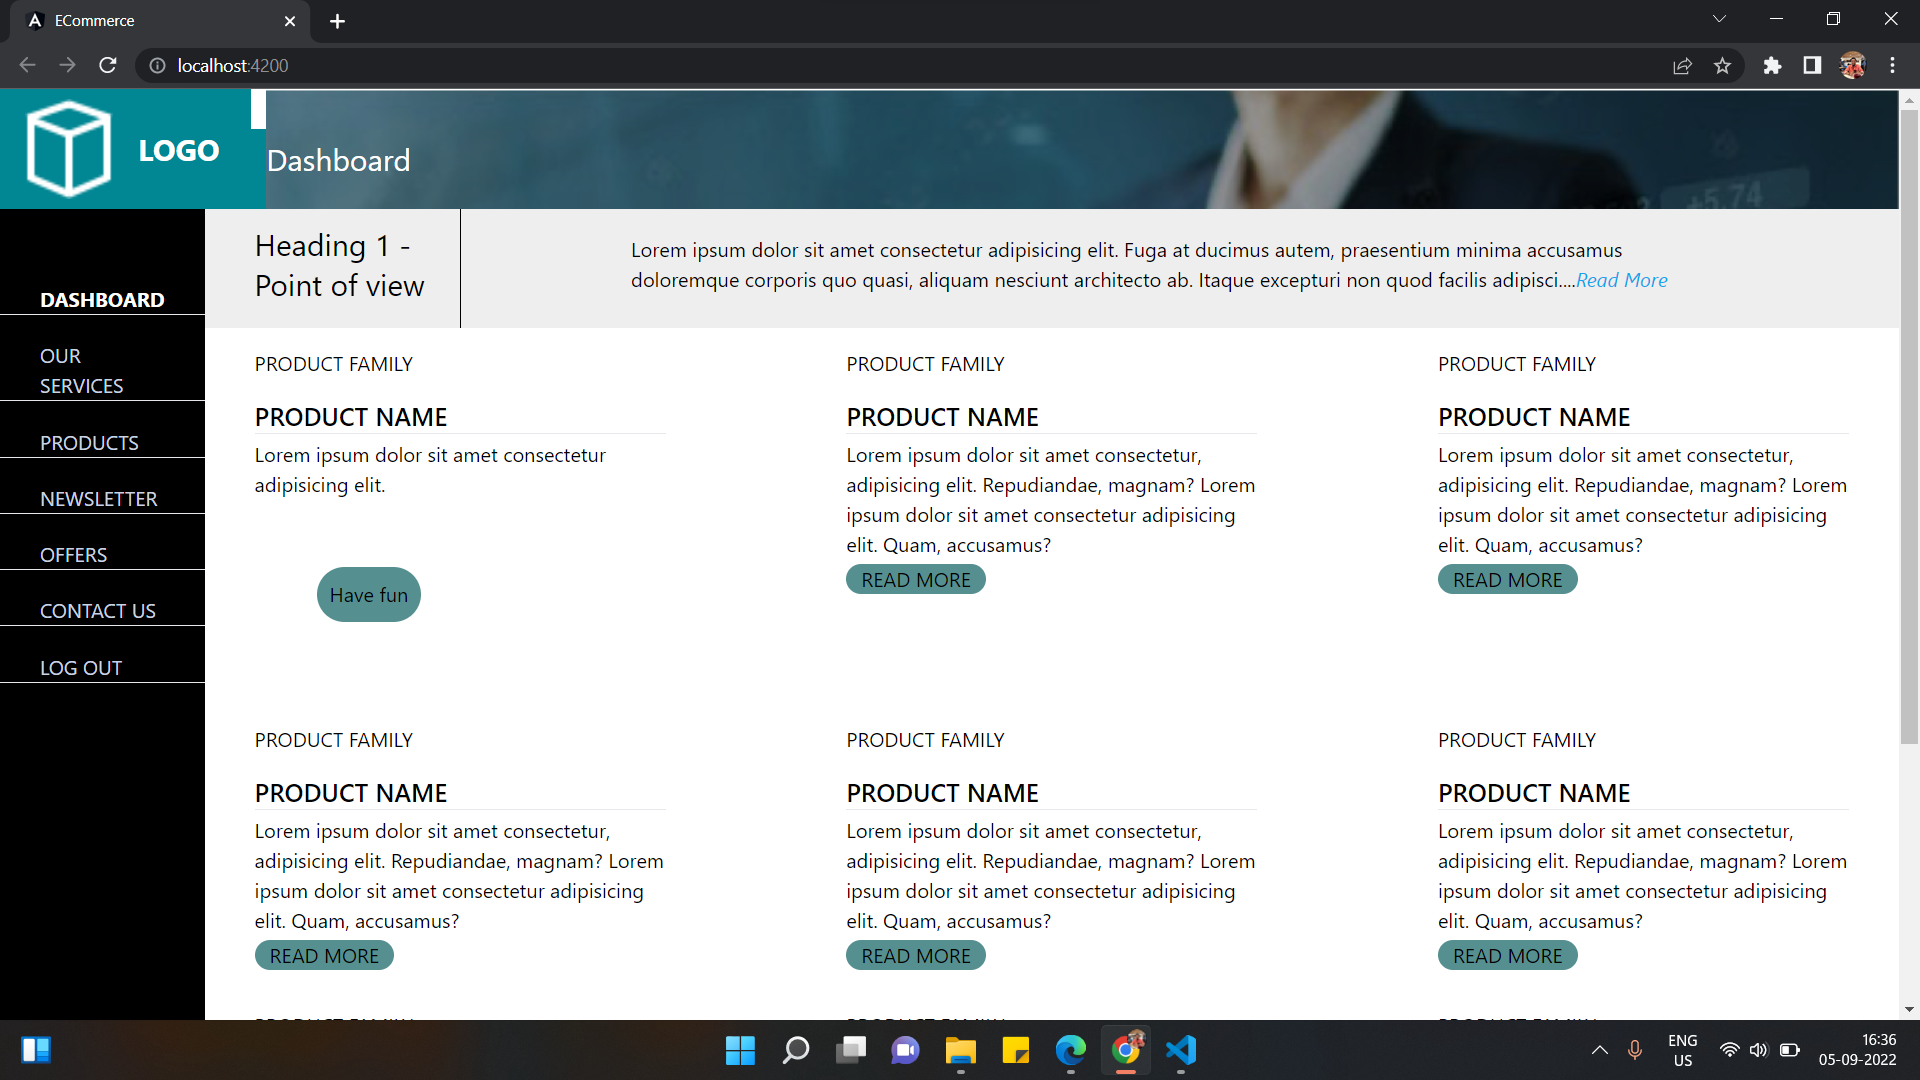 ECommerce
localhost:4200
LOGO
Dashboard
+5.74
DASHBOARD
OUR
SERVICES
PRODUCTS
NEWSLETTER
OFFERS
CONTACT US
LOG OUT
Heading 1 -
Point of view
Lorem ipsum dolor sit amet consectetur adipisicing elit. Fuga at ducimus autem, praesentium minima accusamus
doloremque corporis quo quasi, aliquam nesciunt architecto ab. Itaque excepturi non quod facilis adipisci....Read More
PRODUCT FAMILY
PRODUCT NAME
Lorem ipsum dolor sit amet consectetur
adipisicing elit.
Have fun
PRODUCT FAMILY
PRODUCT NAME
Lorem ipsum dolor sit amet consectetur,
adipisicing elit. Repudiandae, magnam? Lorem
ipsum dolor sit amet consectetur adipisicing
elit. Quam, accusamus?
READ MORE
PRODUCT FAMILY
PRODUCT NAME
Lorem ipsum dolor sit amet consectetur,
adipisicing elit. Repudiandae, magnam? Lorem
ipsum dolor sit amet consectetur adipisicing
elit. Quam, accusamus?
READ MORE
PRODUCT FAMILY
PRODUCT NAME
Lorem ipsum dolor sit amet consectetur,
adipisicing elit. Repudiandae, magnam? Lorem
ipsum dolor sit amet consectetur adipisicing
elit. Quam, accusamus?
READ MORE
PRODUCT FAMILY
PRODUCT NAME
Lorem ipsum dolor sit amet consectetur,
adipisicing elit. Repudiandae, magnam? Lorem
ipsum dolor sit amet consectetur adipisicing
elit. Quam, accusamus?
READ MORE
PRODUCT FAMILY
PRODUCT NAME
Lorem ipsum dolor sit amet consectetur,
adipisicing elit. Repudiandae, magnam? Lorem
ipsum dolor sit amet consectetur adipisicing
elit. Quam, accusamus?
READ MORE
ENG
US
16:36
05-09-2022